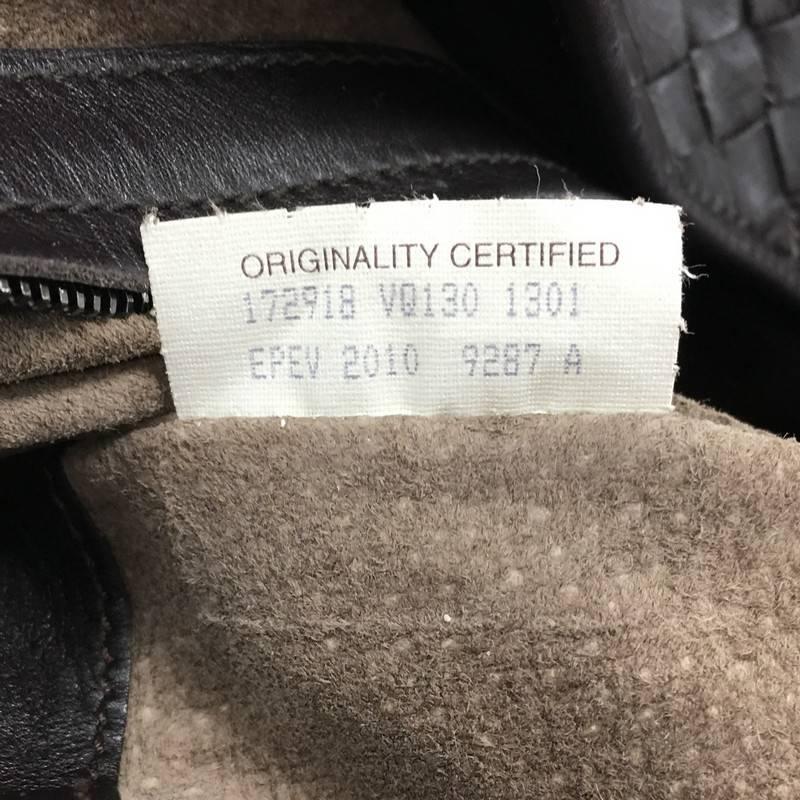 ORIGINALITY CERTIFIED
172918 VQ130 1301
EPEV 2010 9287 A